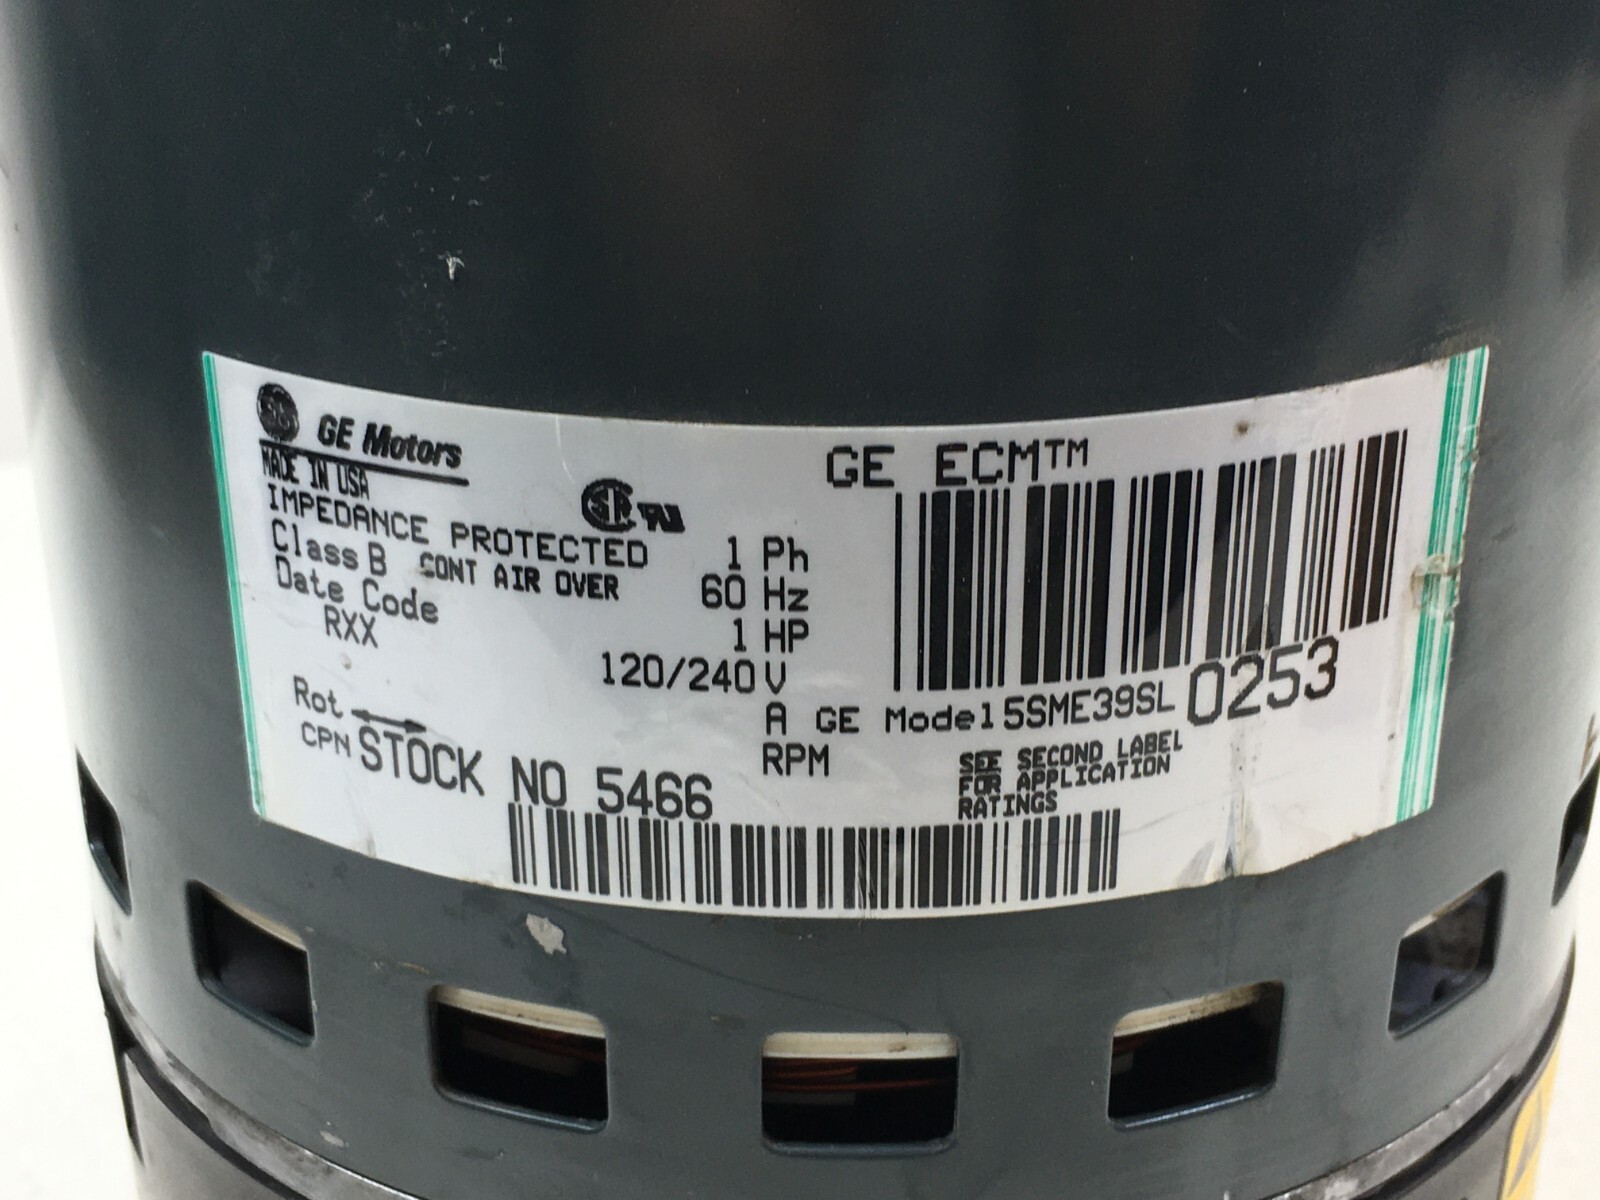 GE Motors
MADE IN USA
IMPEDANCE PROTECTED
Class B CONT AIR OVER
Date Code
RXX
1 Ph
60 Hz
1 HP
120/240 V
A
RPM
Rot
CPN STOCK NO 5466
GE ECM™
GE Model 5SME39SL 0253
SEE SECOND LABEL
FOR APPLICATION
RATINGS